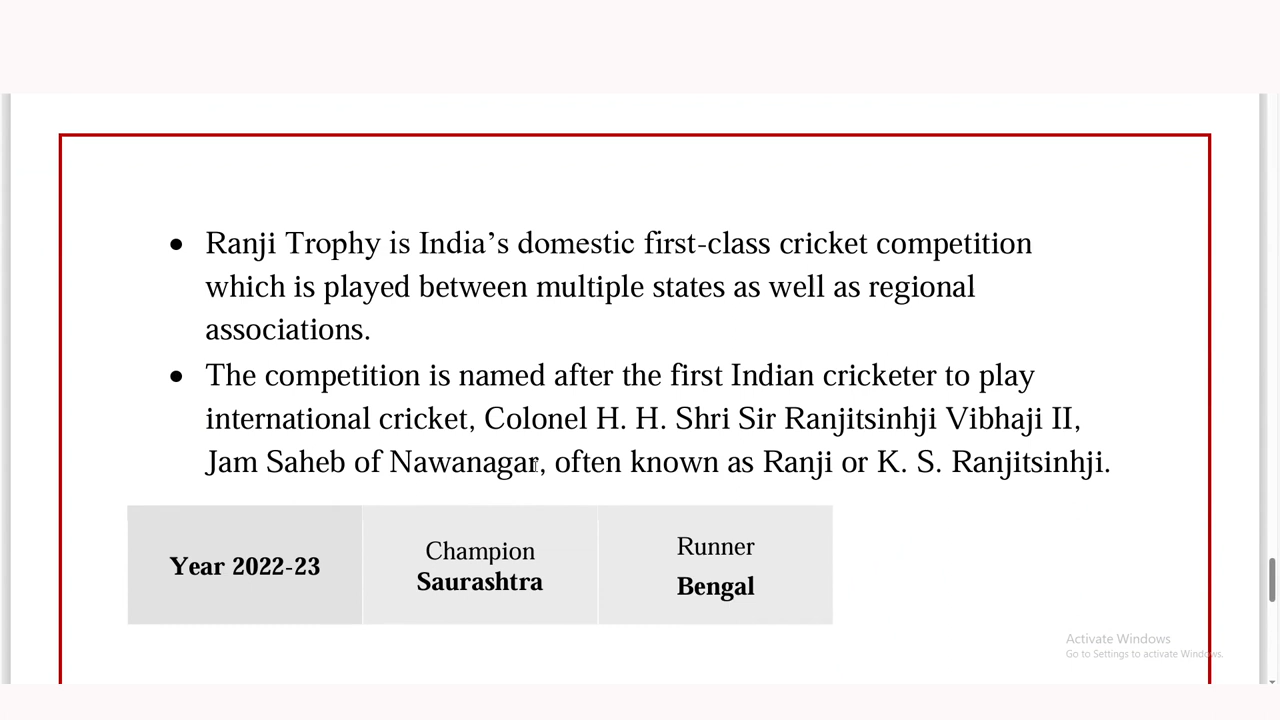 • Ranji Trophy is India’s domestic first-class cricket competition
which is played between multiple states as well as regional
associations.
• The competition is named after the first Indian cricketer to play
international cricket, Colonel H. H. Shri Sir Ranjitsinhji Vibhaji II,
Jam Saheb of Nawanagar, often known as Ranji or K. S. Ranjitsinhji.
Year 2022-23
Champion
Saurashtra
Runner
Bengal
Activate Windows
Go to Settings to activate Windows.